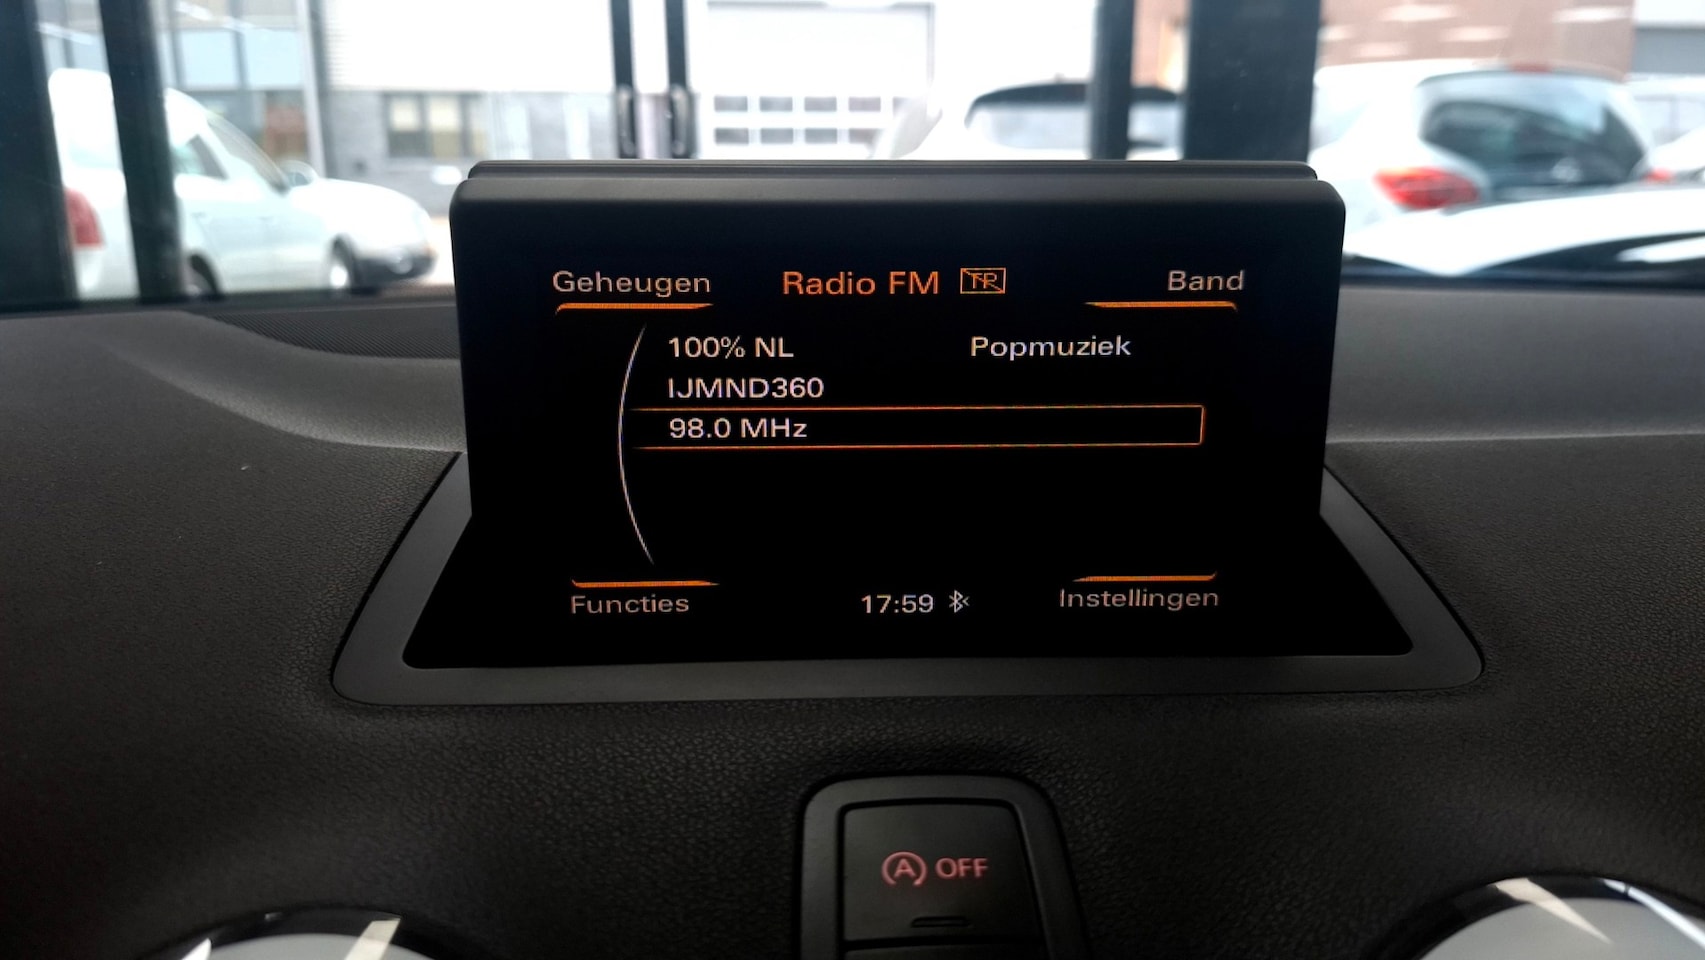 Geheugen Radio FM TP Band
100% NL Popmuziek
IJMND360
98.0 MHz
Functies 17:59 Instellingen
A OFF